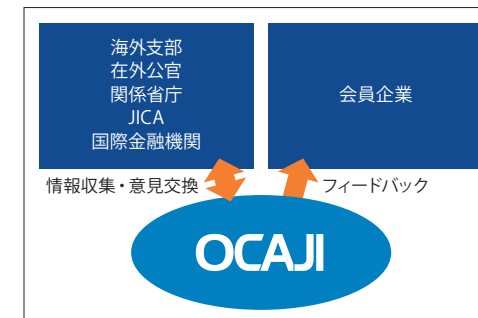 海外支部
在外公官
関係省庁
JICA
国際金融機関
会員企業
情報収集・意見交換
フィードバック
OCAJI